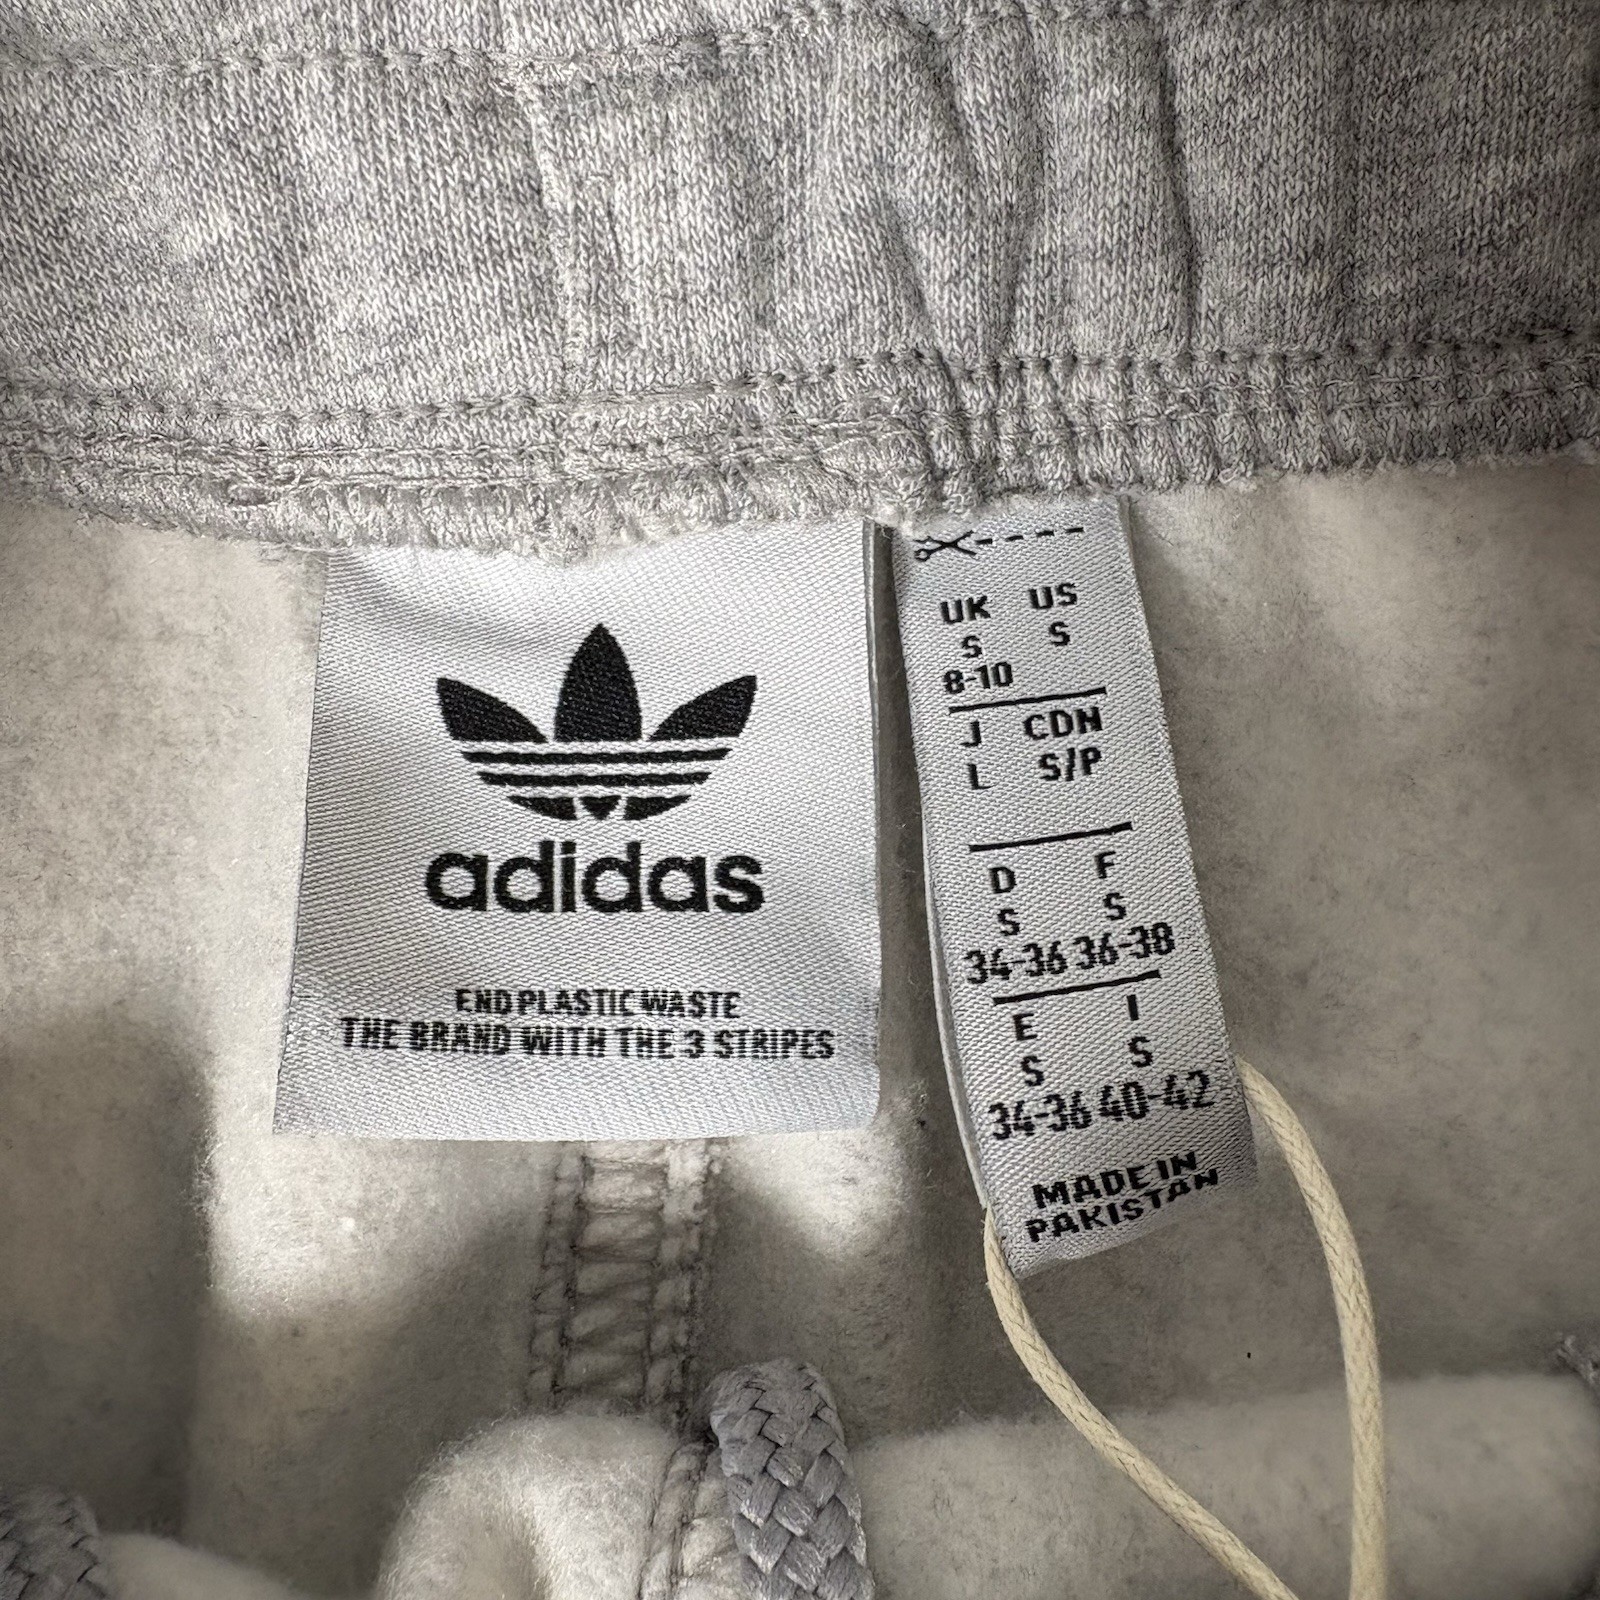 adidas
END PLASTIC WASTE
THE BRAND WITH THE 3 STRIPES
UK US
S S
8-10
J CDN
L S/P
D F
S S
34-36 36-38
E I
S S
34-36 40-42
MADE IN
PAKISTAN